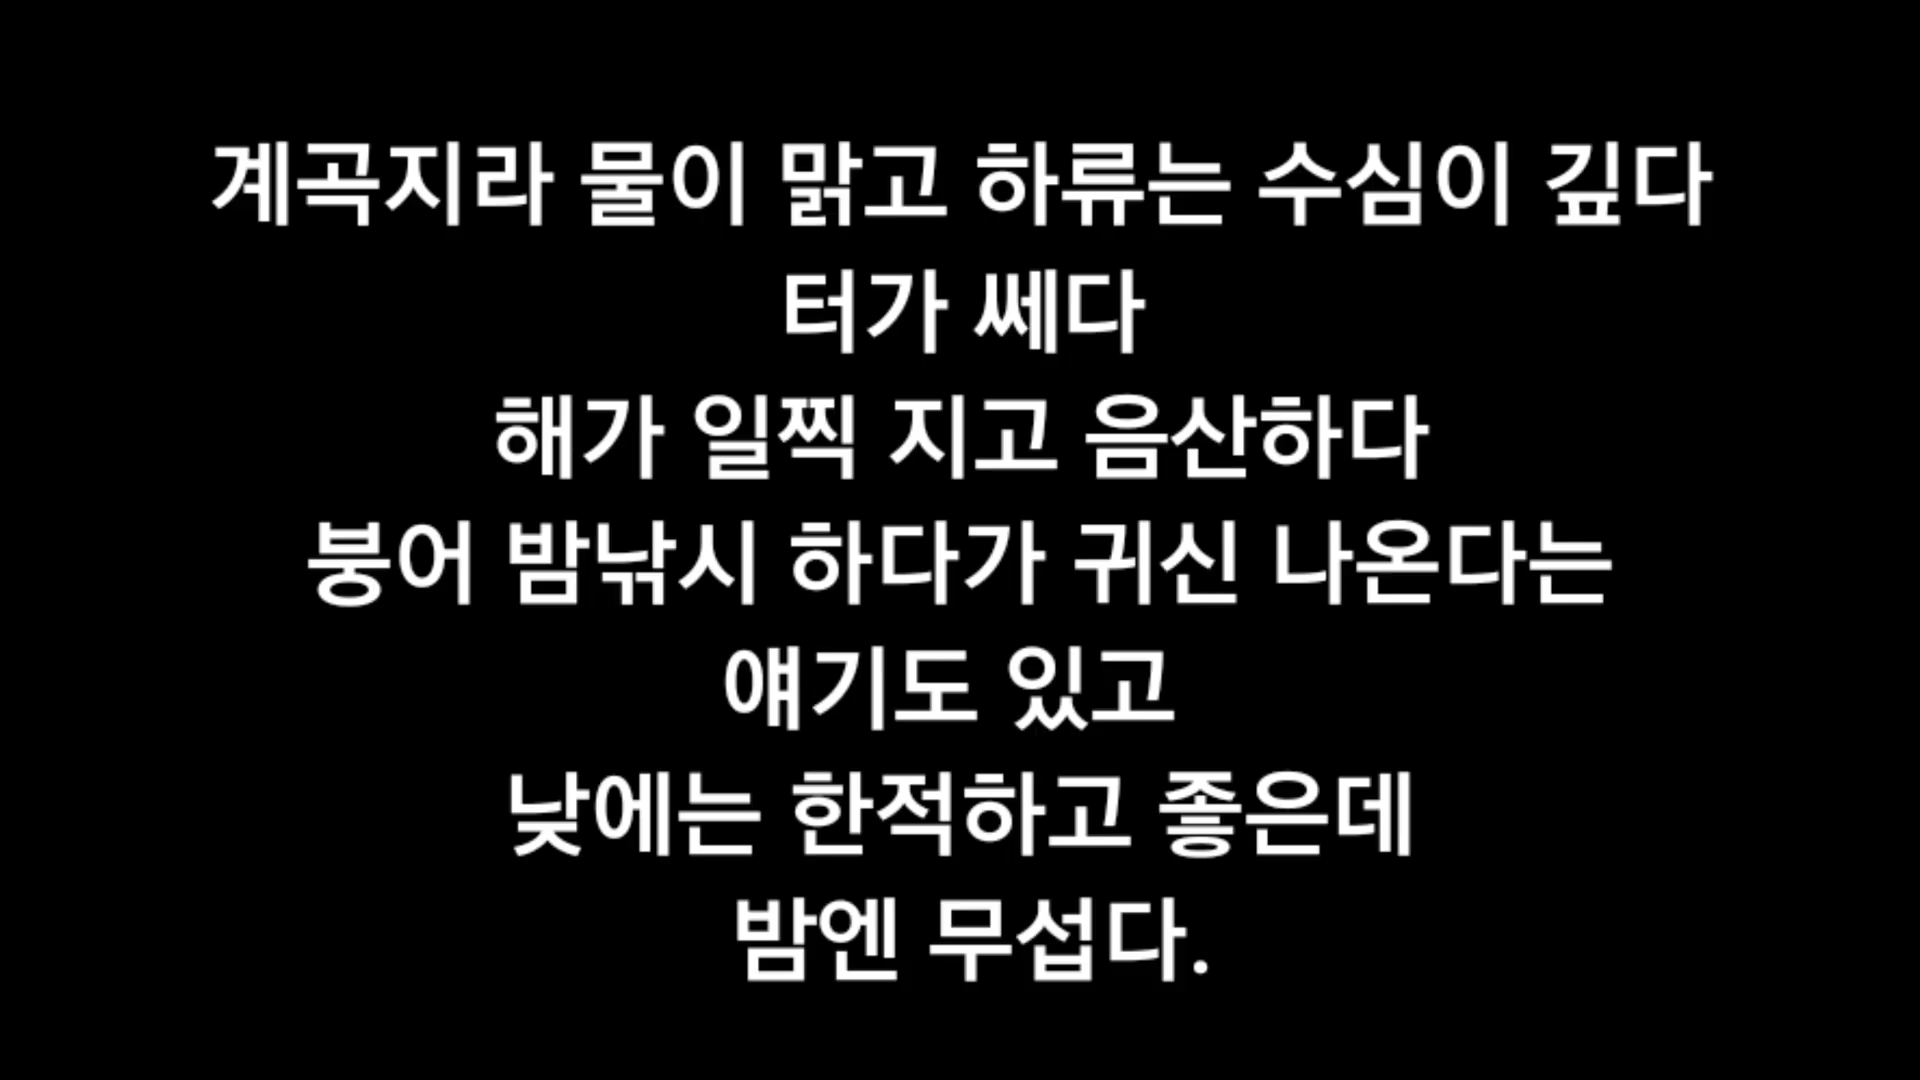 계곡지라 물이 맑고 하류는 수심이 깊다
터가 쎄다
해가 일찍 지고 음산하다
붕어 밤낚시 하다가 귀신 나온다는
얘기도 있고
낮에는 한적하고 좋은데
밤엔 무섭다.